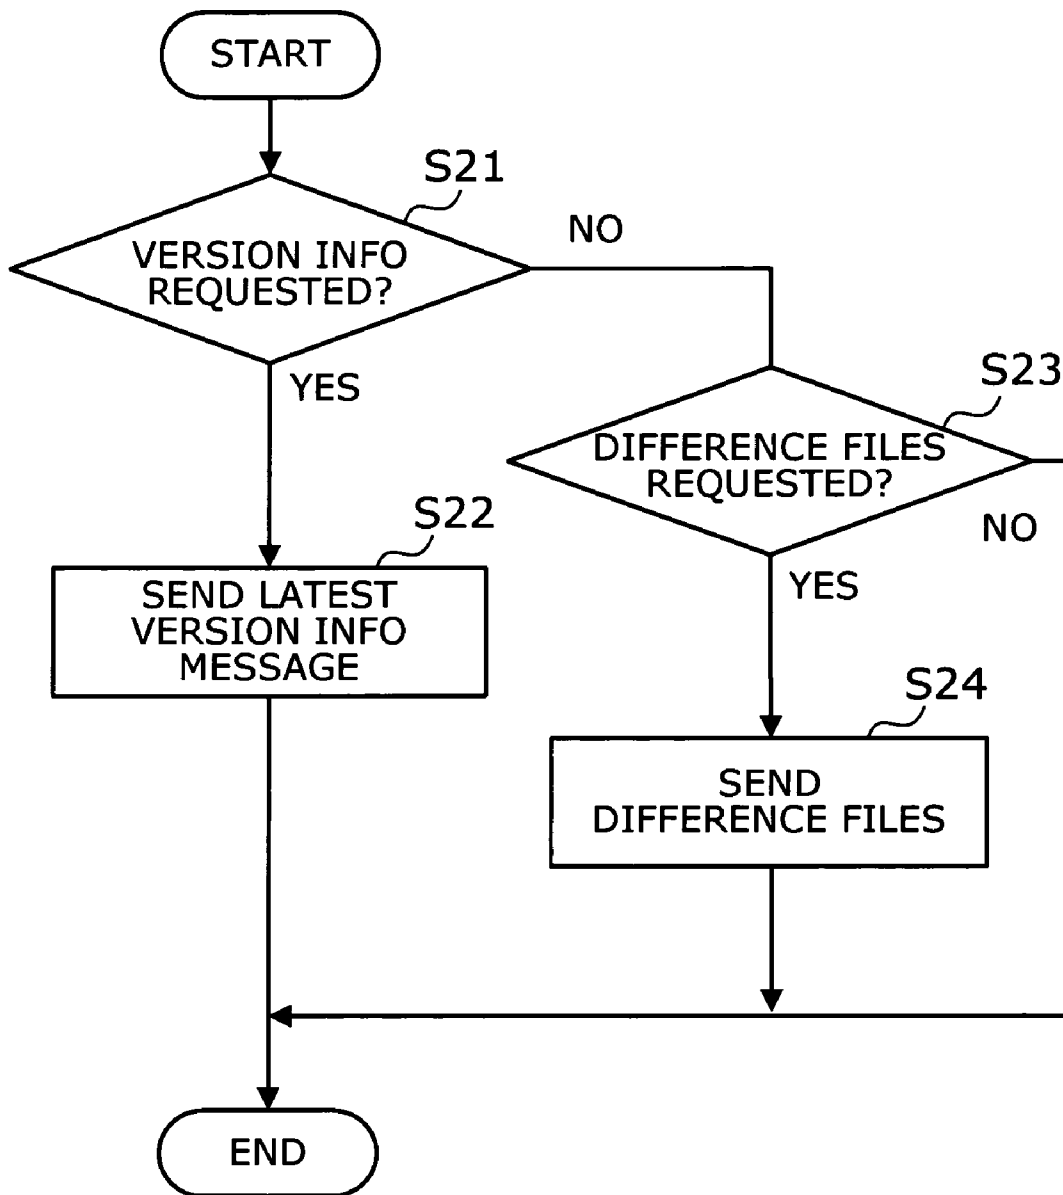 START
S21
NO
VERSION INFO
REQUESTED?
YES
S23
DIFFERENCE FILES
REQUESTED?
NO
S22
YES
SEND LATEST
VERSION INFO
MESSAGE
S24
SEND
DIFFERENCE FILES
END